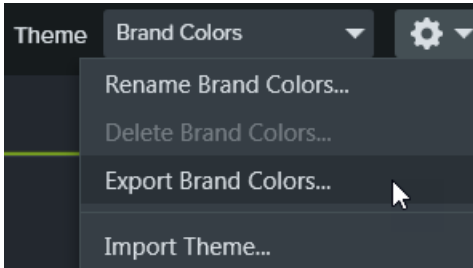 Theme Brand Colors
Rename Brand Colors...
Delete Brand Colors...
Export Brand Colors...
Import Theme...